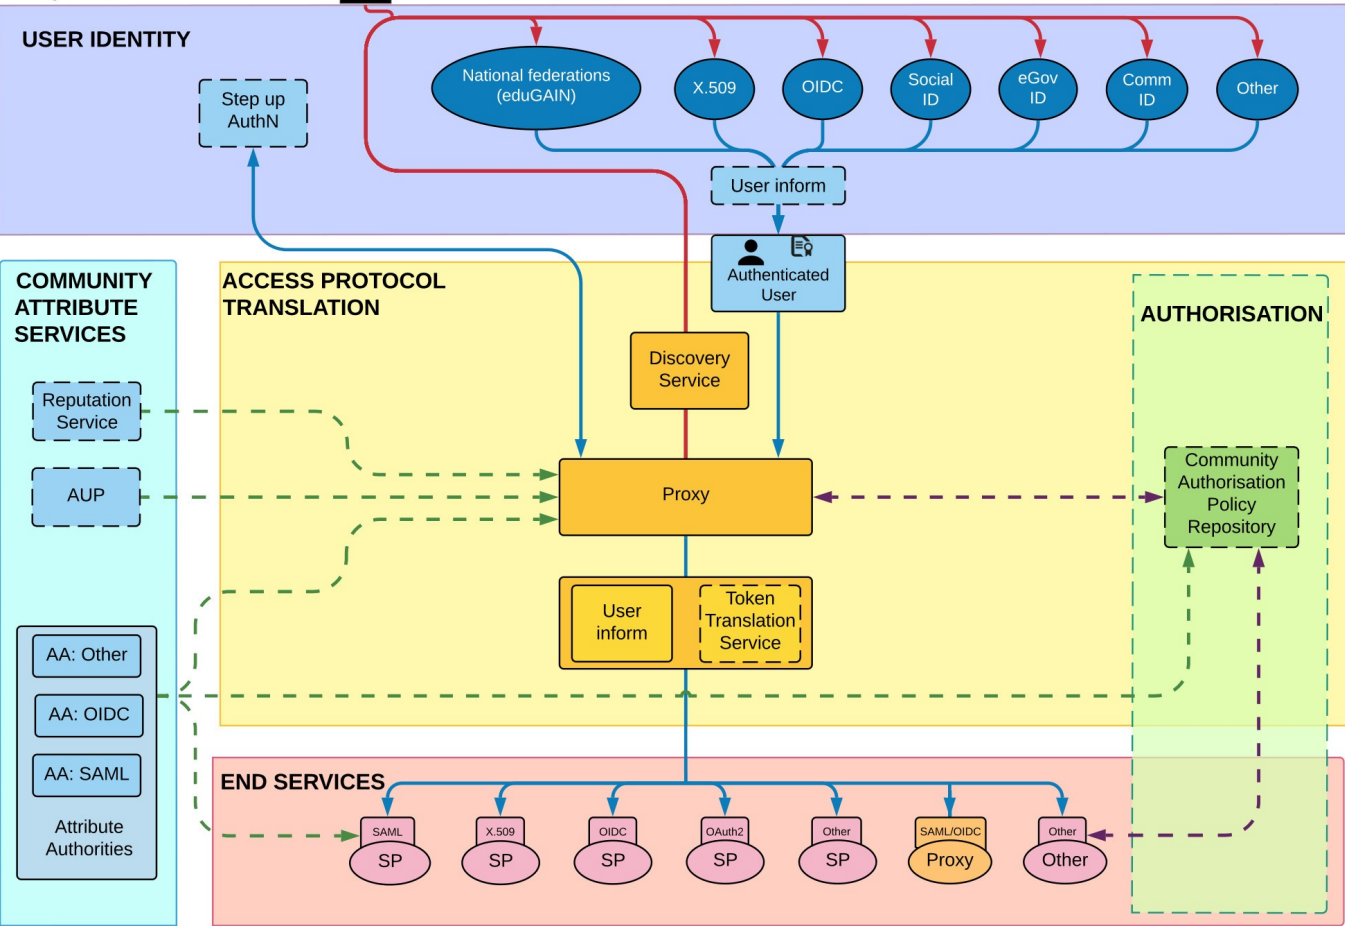 USER IDENTITY
Step up
AuthN
National federations
(eduGAIN)
X.509
OIDC
Social
ID
eGov
ID
Comm
ID
Other
User inform
Authenticated
User
COMMUNITY
ATTRIBUTE
SERVICES
Reputation
Service
AUP
AA: Other
AA: OIDC
AA: SAML
Attribute
Authorities
ACCESS PROTOCOL
TRANSLATION
Discovery
Service
Proxy
User
inform
Token
Translation
Service
AUTHORISATION
Community
Authorisation
Policy
Repository
END SERVICES
SAML
SP
X.509
SP
OIDC
SP
OAuth2
SP
Other
SP
SAML/OIDC
Proxy
Other
Other